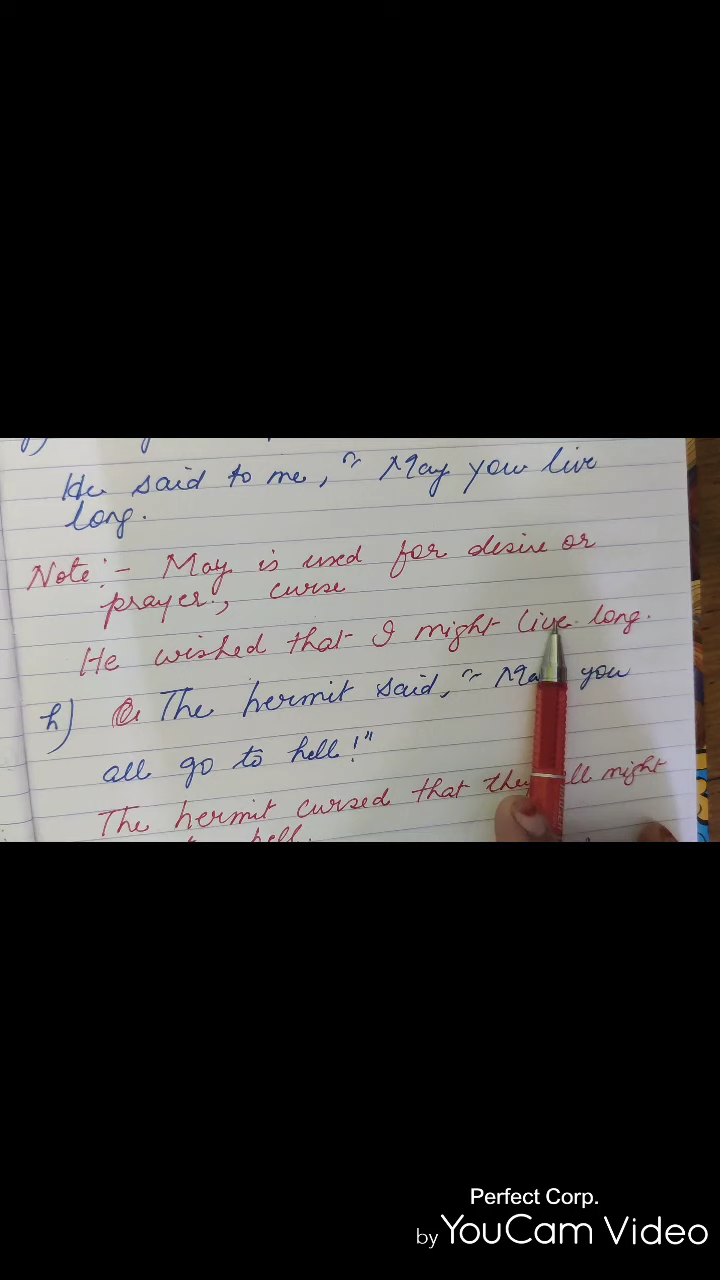 He said to me, " May you live
long.
Note:- May is used for desire or
prayer, curse
He wished that I might live long.
h) The hermit said, " May you
all go to hell!"
The hermit cursed that they all might
hell.
Perfect Corp.
by YouCam Video